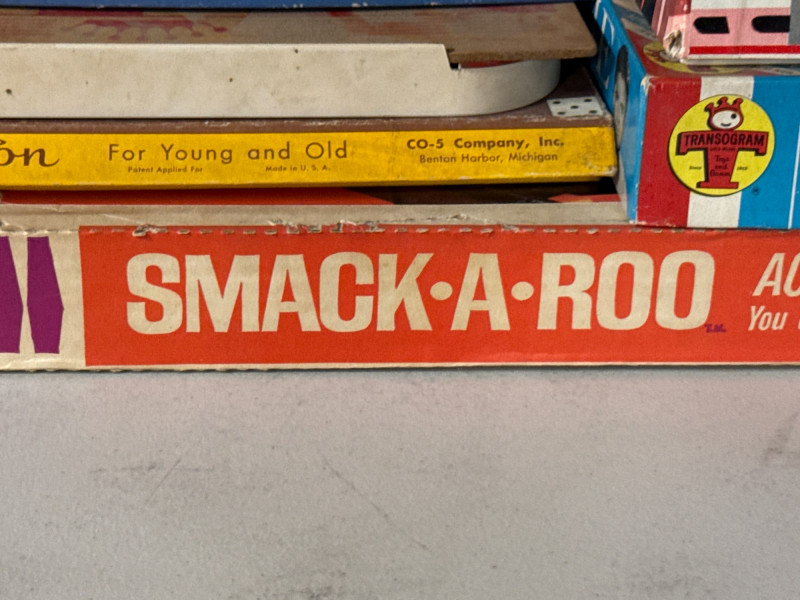 on
For Young and Old
Patent Applied For
Made in U. S. A.
CO-5 Company, Inc.
Benton Harbor, Michigan
TRANSOGRAM
Toys
and
Games
SMACK·A·ROO
T.M.
AC
You